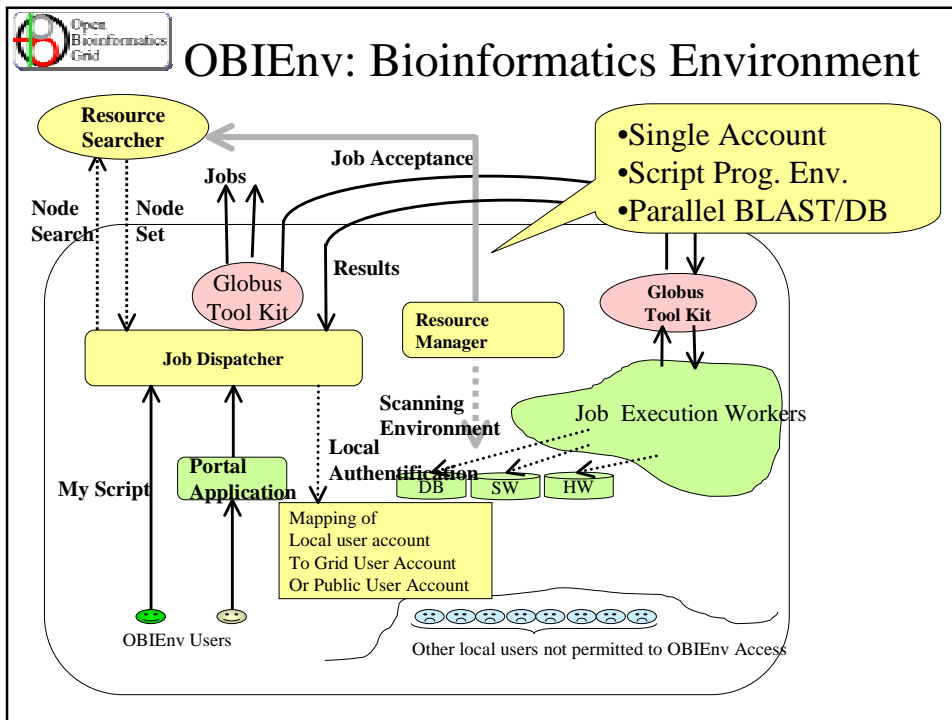 Open
Bioinformatics
Grid
OBIEnv: Bioinformatics Environment
Resource
Searcher
Job Acceptance
•Single Account
•Script Prog. Env.
•Parallel BLAST/DB
Jobs
Node
Search
Node
Set
Results
Globus
Tool Kit
Globus
Tool Kit
Resource
Manager
Job Dispatcher
Scanning
Environment
Job Execution Workers
Local
Authentification
My Script
Portal
Application
DB
SW
HW
Mapping of
Local user account
To Grid User Account
Or Public User Account
OBIEnv Users
Other local users not permitted to OBIEnv Access